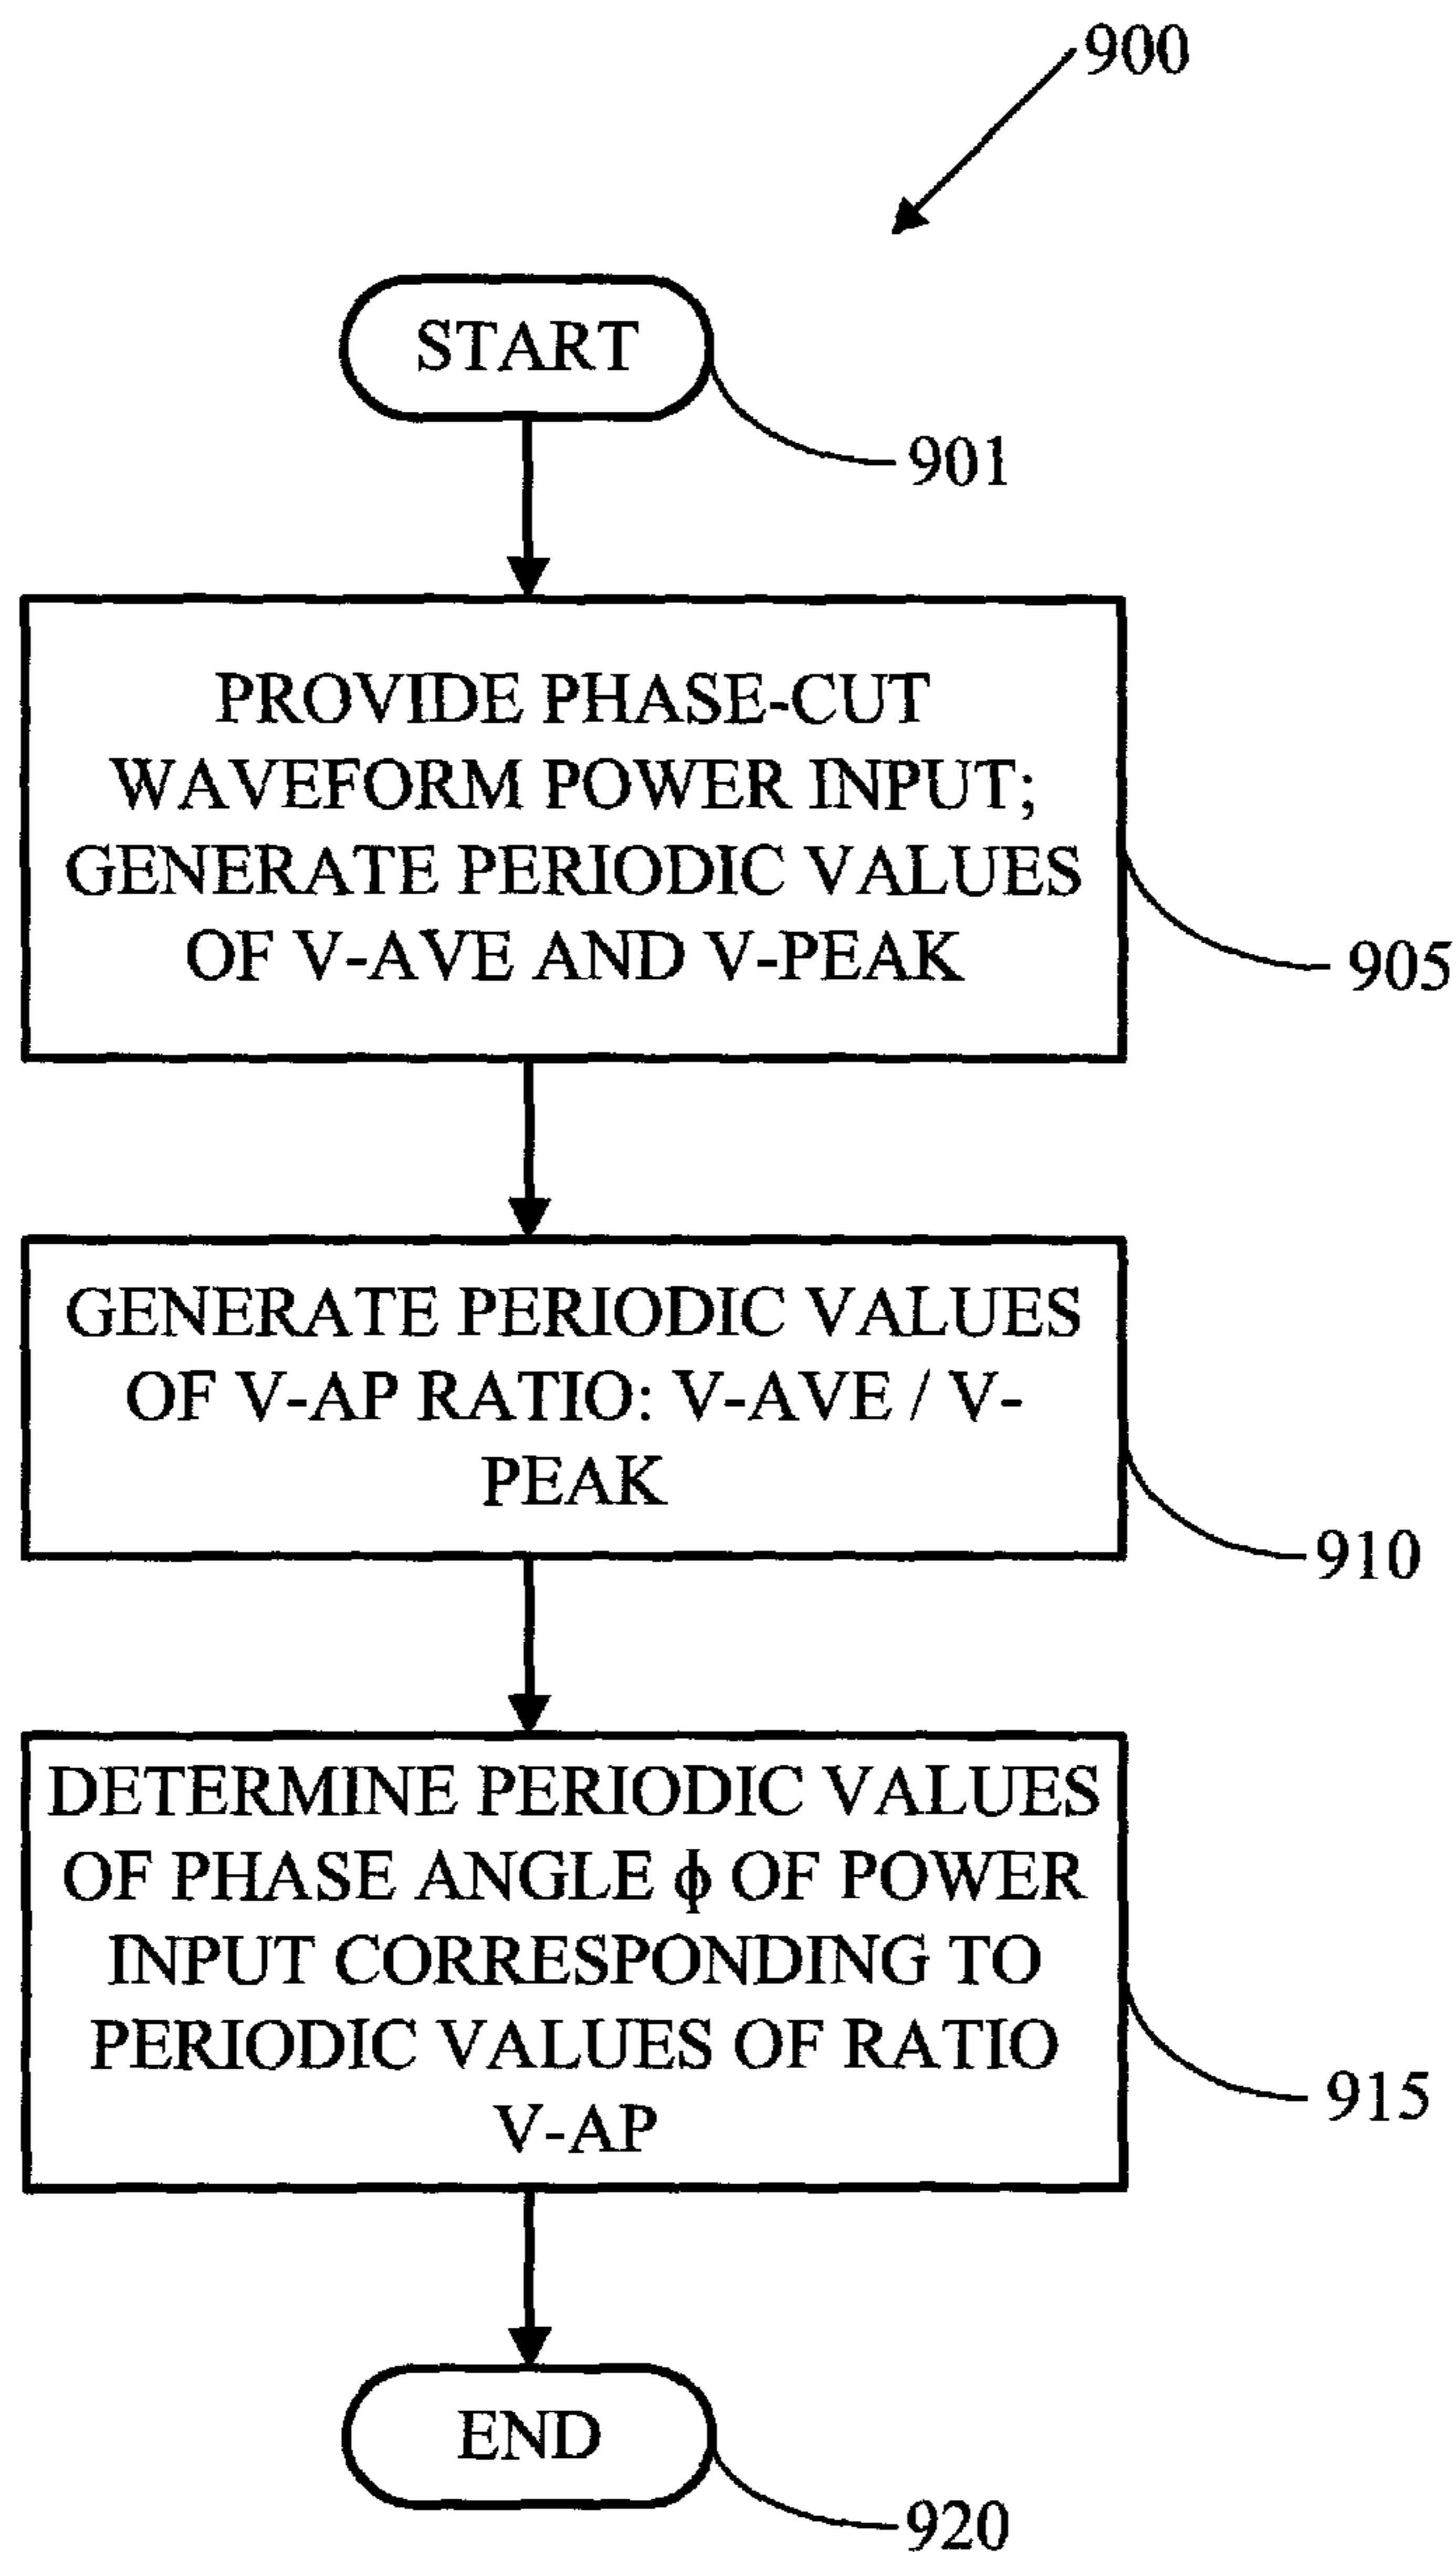 900
START
901
PROVIDE PHASE-CUT
WAVEFORM POWER INPUT;
GENERATE PERIODIC VALUES
OF V-AVE AND V-PEAK
905
GENERATE PERIODIC VALUES
OF V-AP RATIO: V-AVE / V-
PEAK
910
DETERMINE PERIODIC VALUES
OF PHASE ANGLE ϕ OF POWER
INPUT CORRESPONDING TO
PERIODIC VALUES OF RATIO
V-AP
915
END
920